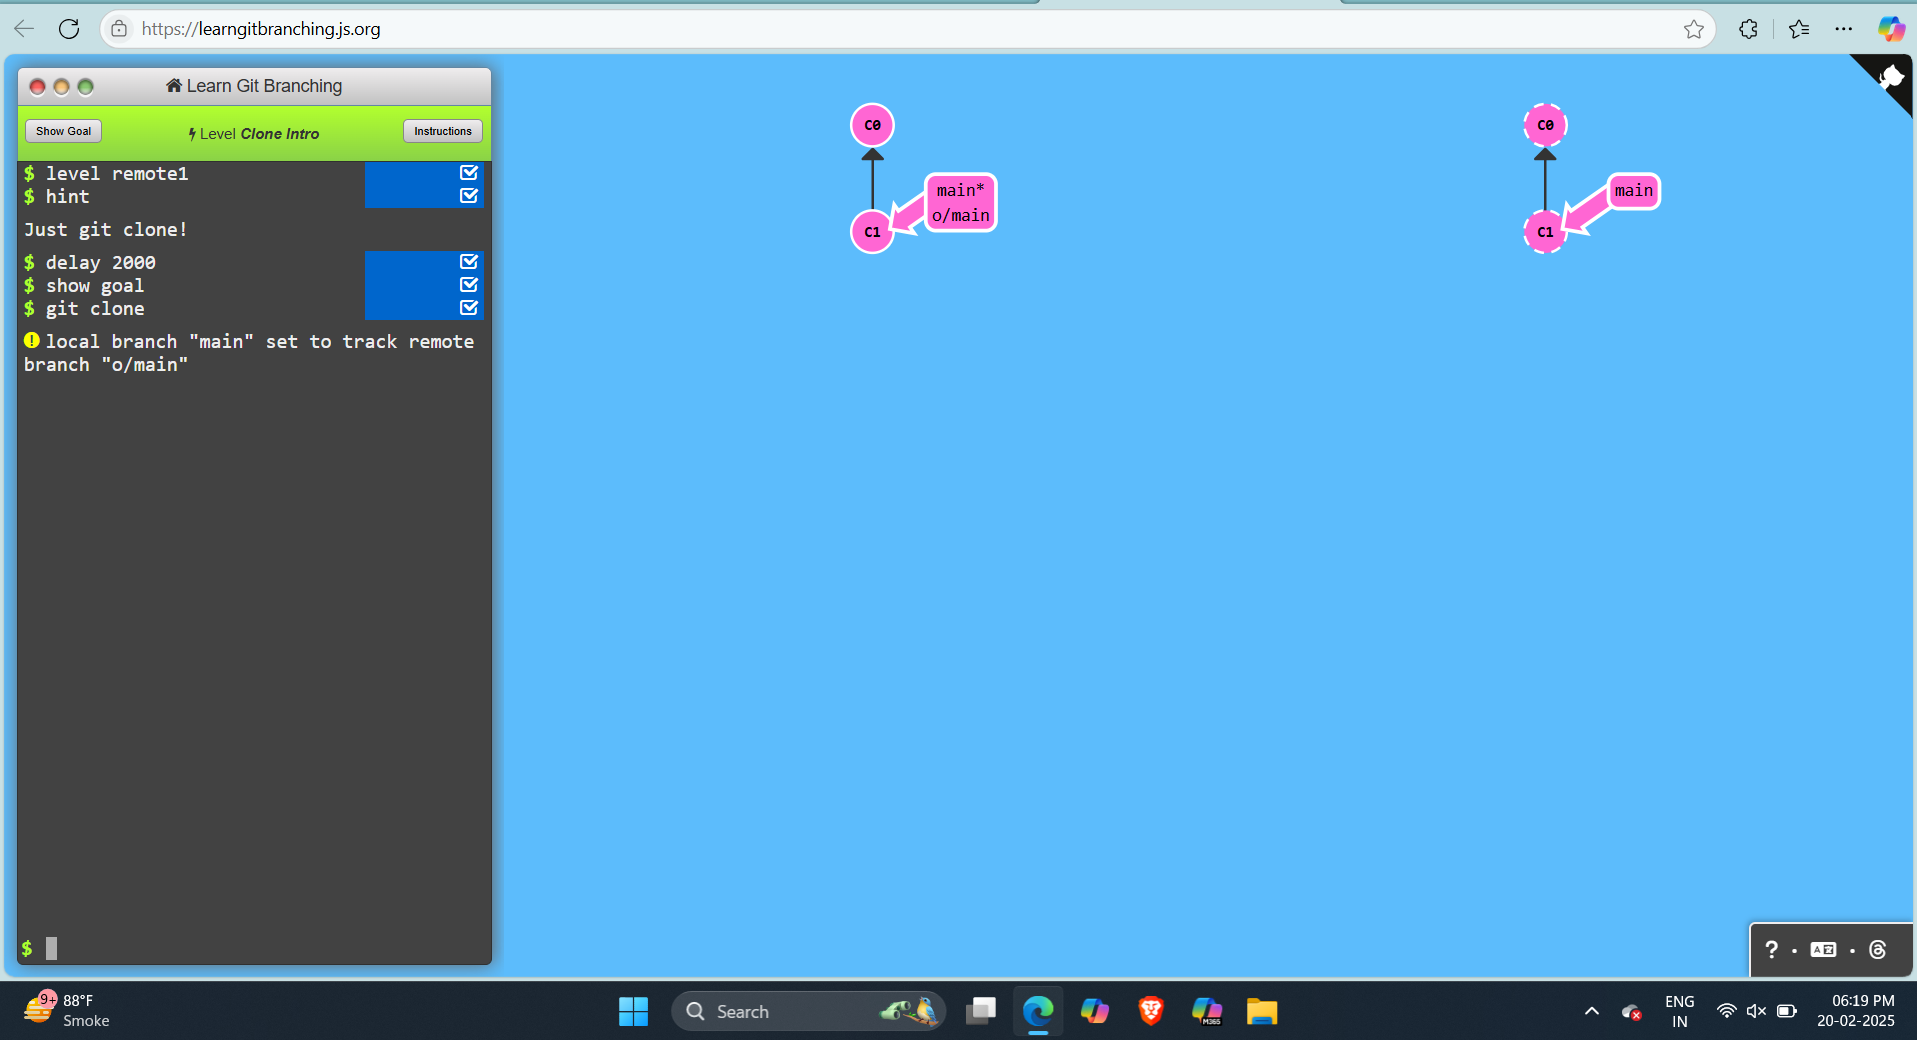 https://learngitbranching.js.org
Learn Git Branching
Show Goal
Level Clone Intro
Instructions
$ level remote1
$ hint
Just git clone!
$ delay 2000
$ show goal
$ git clone
local branch "main" set to track remote
branch "o/main"
$
C0
main*
o/main
C1
C0
main
C1
?
A
9+
88°F
Smoke
Search
M365
ENG
IN
06:19 PM
20-02-2025